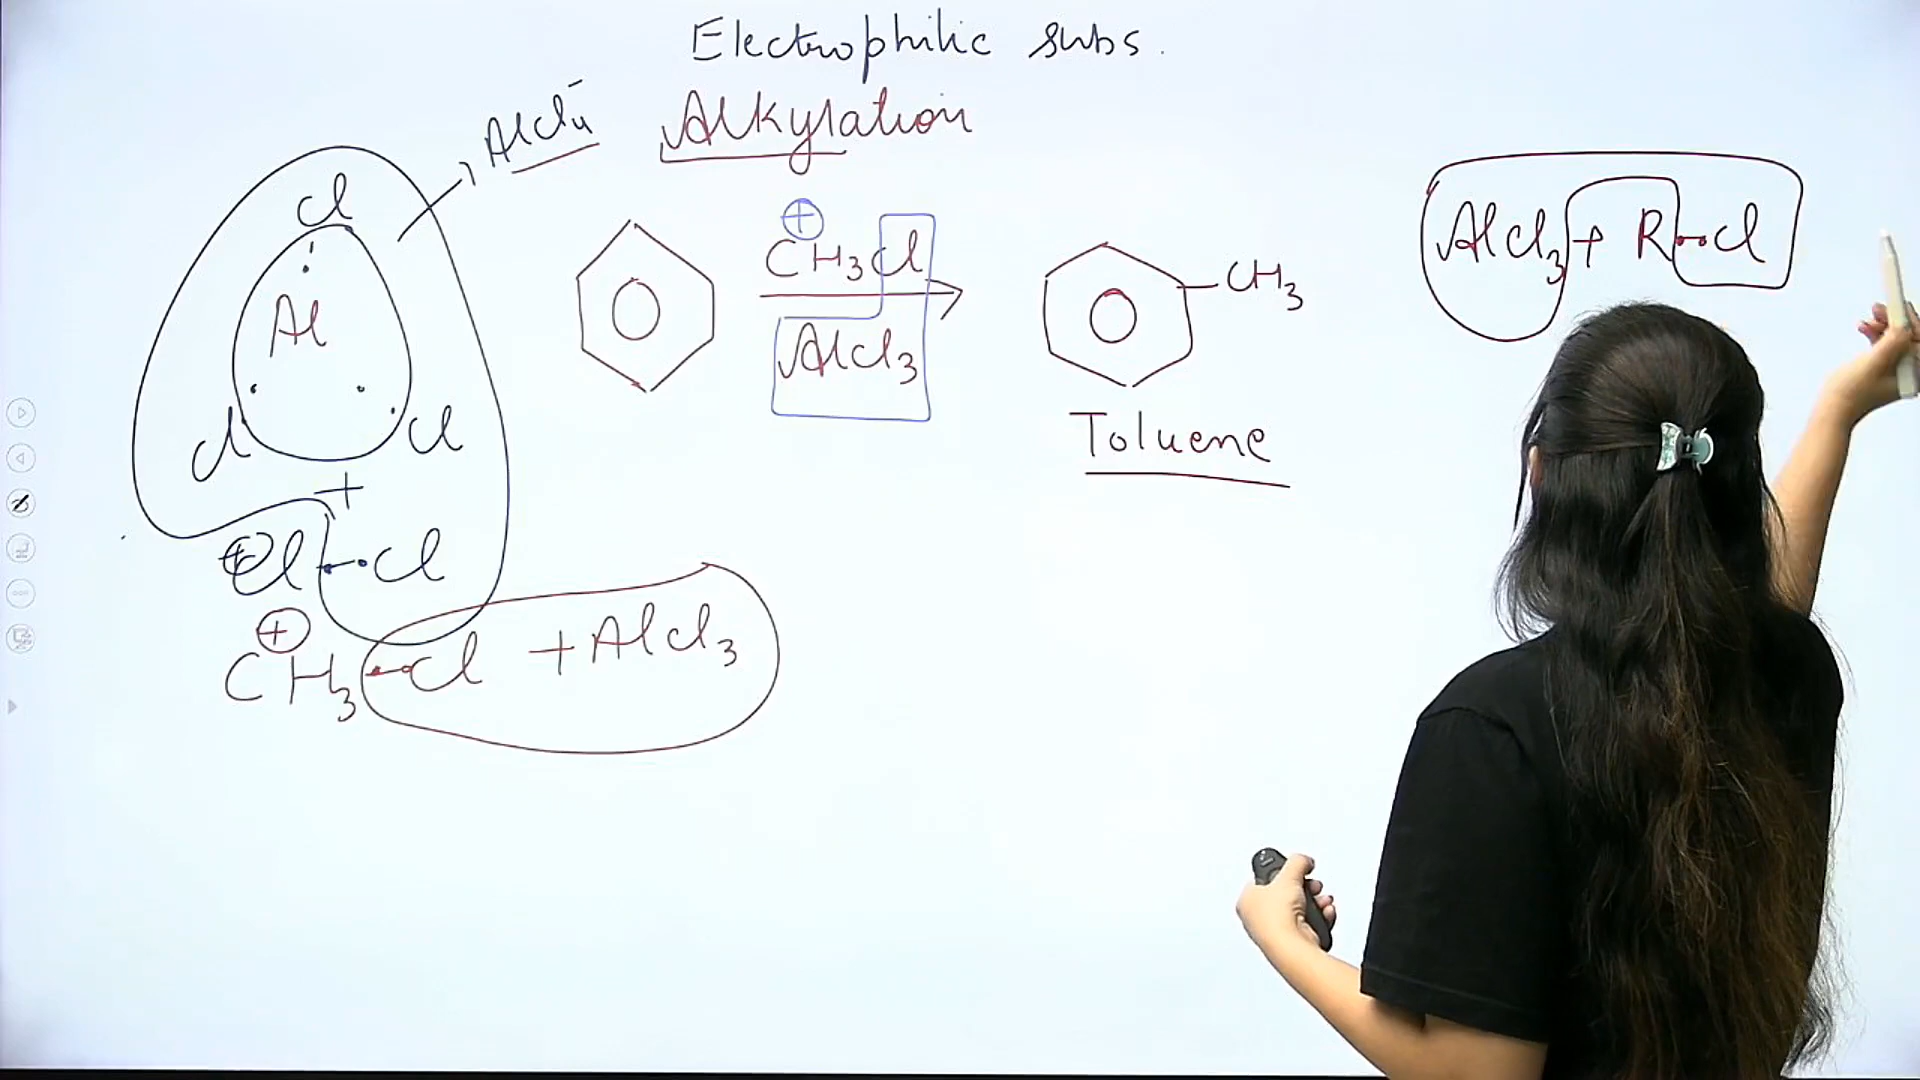 Electrophilic subs.
Alkylation
AlCl4-
Cl
Al
Cl Cl
+
+
Cl-Cl
+
CH3-Cl + AlCl3
+
CH3Cl
AlCl3
CH3
Toluene
AlCl3 + R-Cl